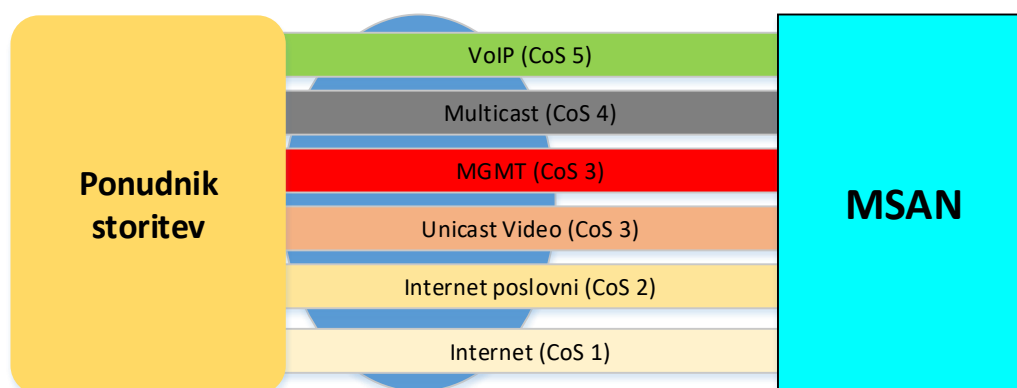 Ponudnik
storitev
VoIP (CoS 5)
Multicast (CoS 4)
MGMT (CoS 3)
Unicast Video (CoS 3)
Internet poslovni (CoS 2)
Internet (CoS 1)
MSAN